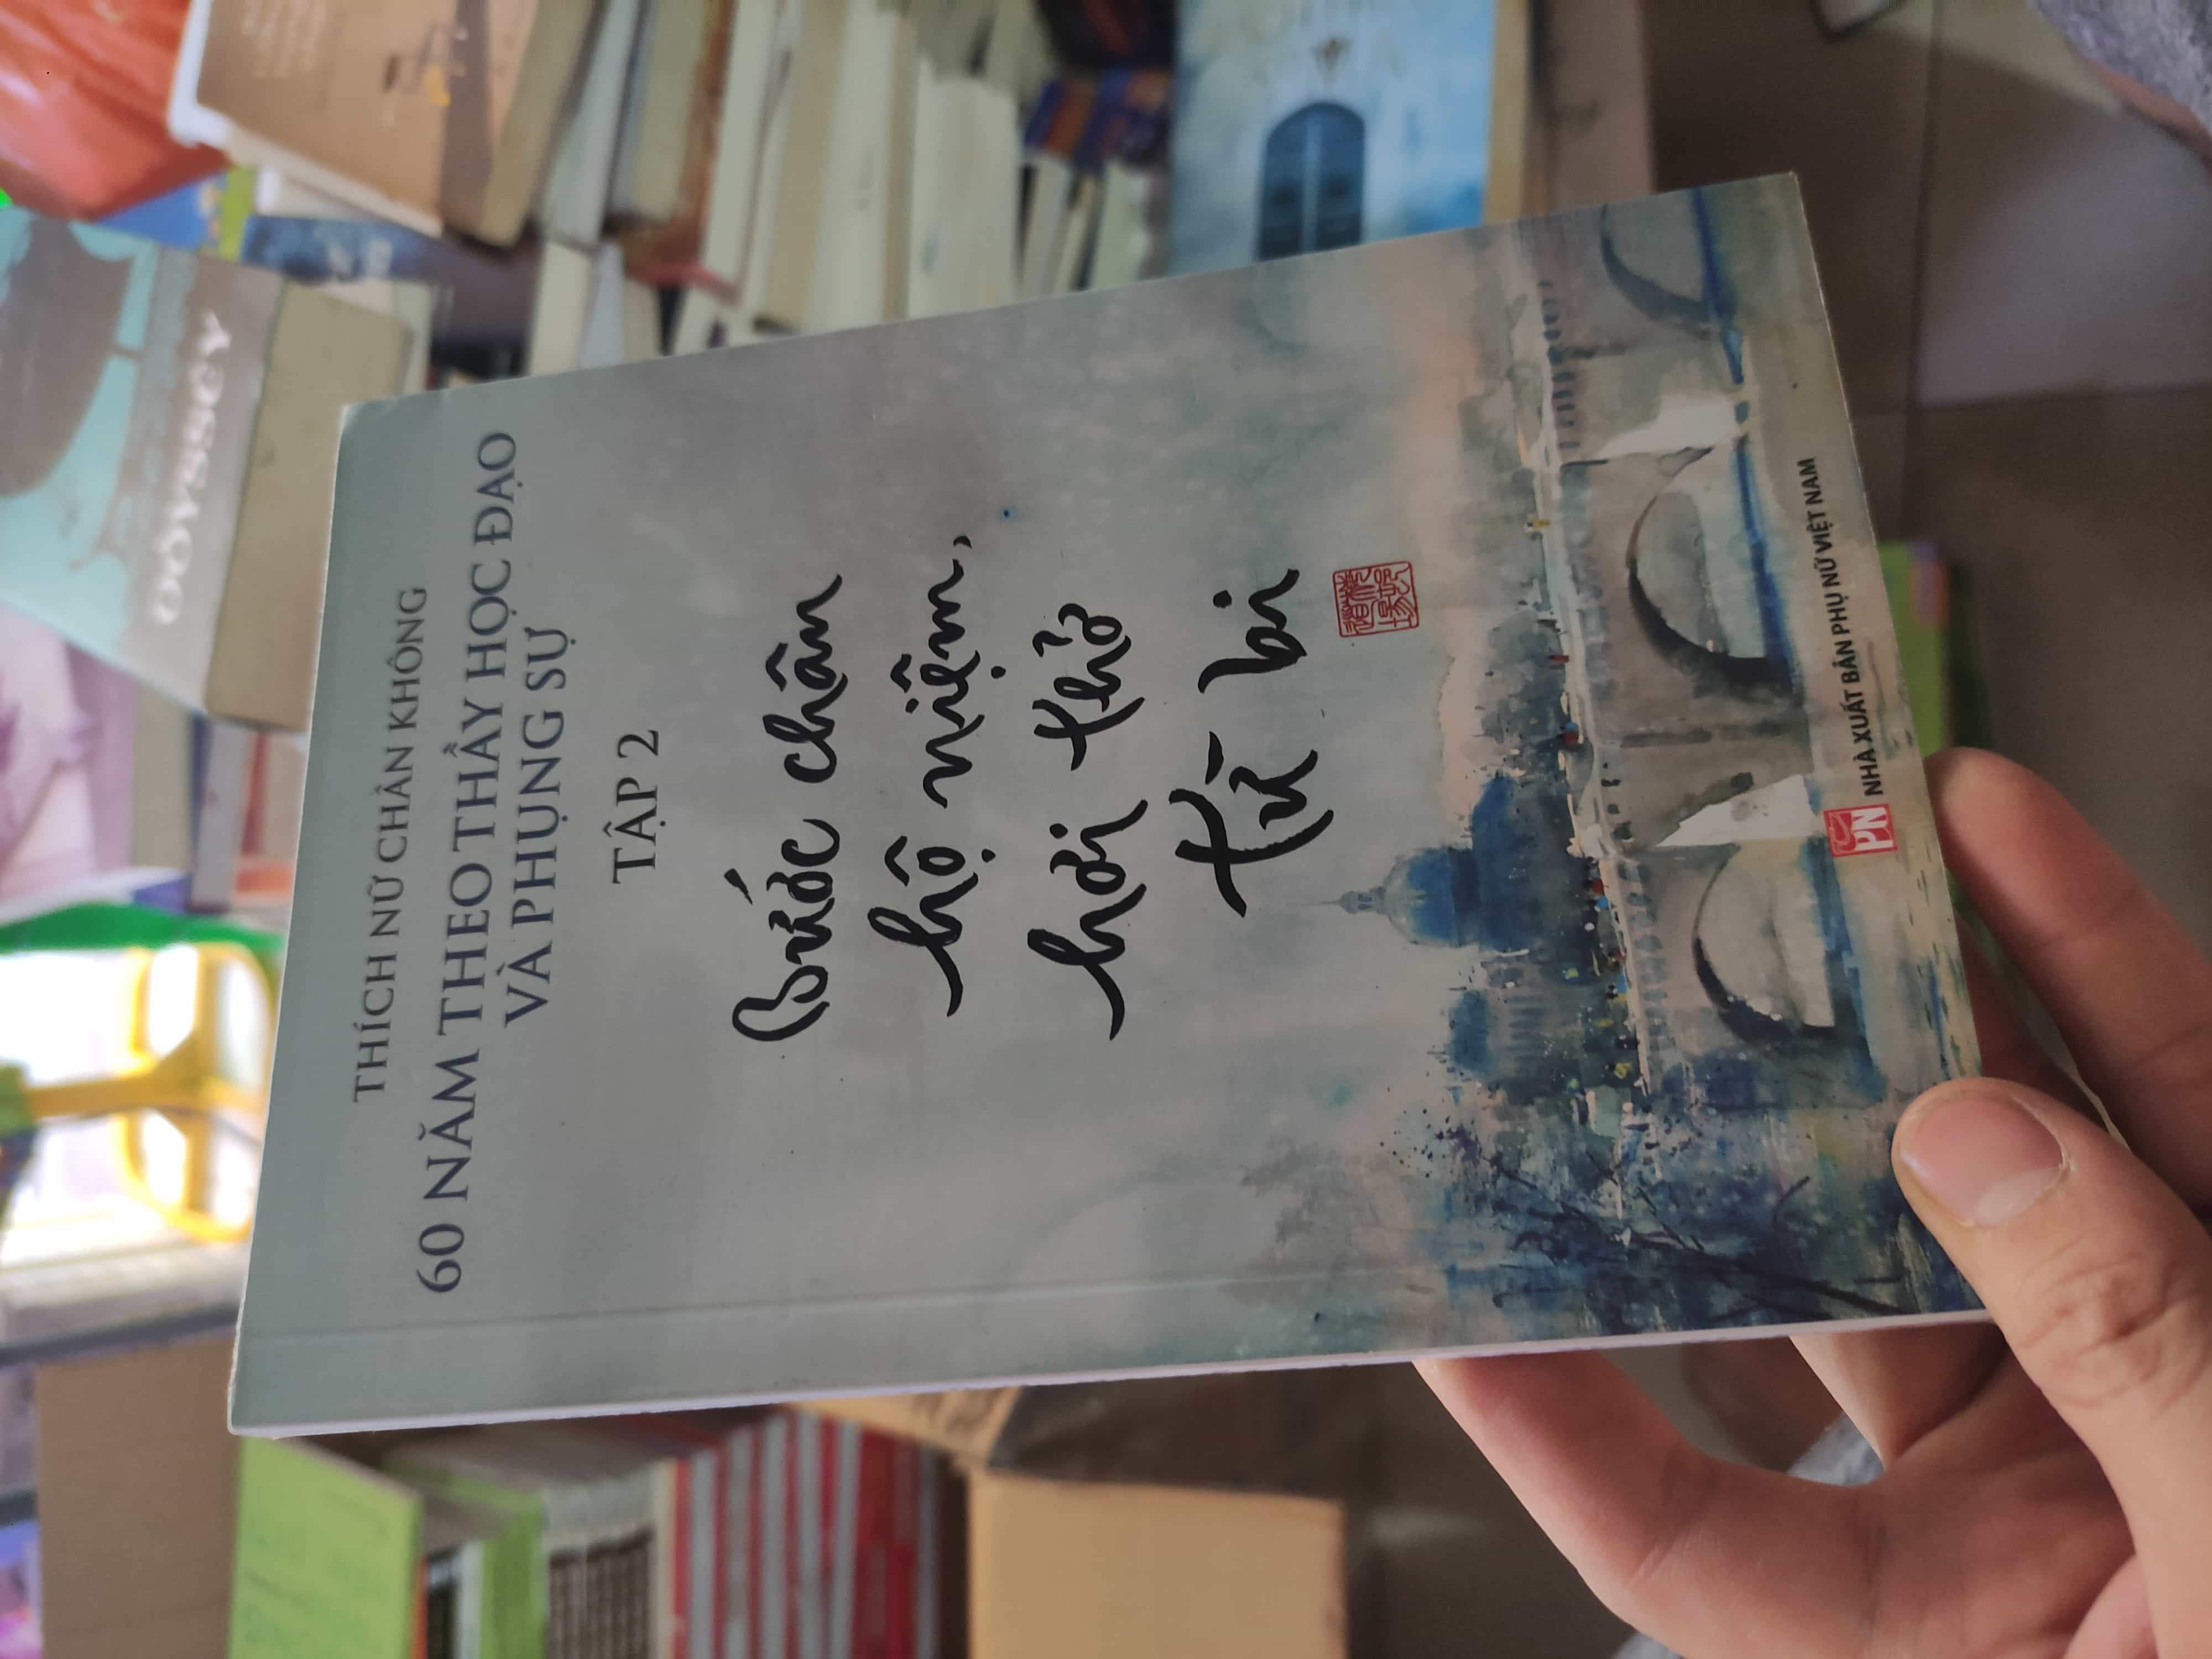 THÍCH NỮ CHÂN KHÔNG
60 NĂM THEO THẦY HỌC ĐẠO
VÀ PHỤNG SỰ
TẬP 2
Bước chân
hộ niệm,
hơi thở
từ bi
PN
NHÀ XUẤT BẢN PHỤ NỮ VIỆT NAM
ODYSSEY